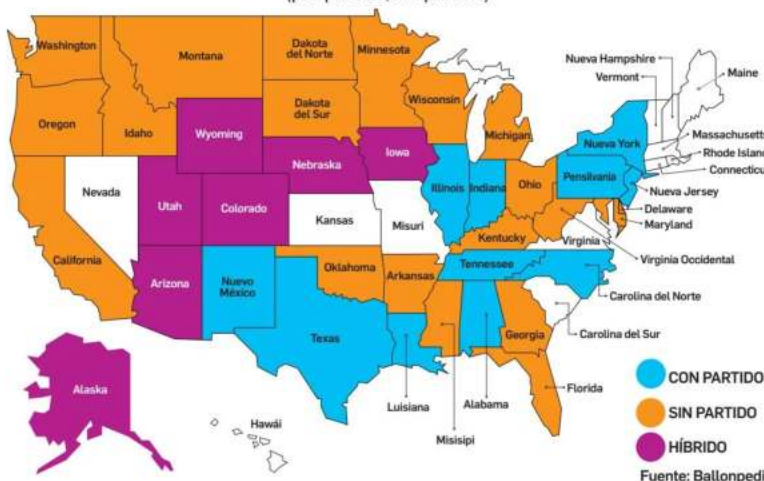 Washington
Montana
Dakota
del Norte
Minnesota
Nueva Hampshire
Vermont
Maine
Oregon
Idaho
Wyoming
Dakota
del Sur
Wisconsin
Michigan
Nueva York
Massachusett
Rhode Island
Connecticu
Nebraska
Iowa
Pensilvania
Nueva Jersey
Nevada
Utah
Colorado
Kansas
Misuri
Illinois
Indiana
Ohio
Delaware
Maryland
California
Kentucky
Virginia
Virginia Occidental
Arizona
Nuevo
México
Oklahoma
Arkansas
Tennessee
Carolina del Norte
Texas
Georgia
Carolina del Sur
Alaska
Hawái
Luisiana
Misisipi
Alabama
Florida
CON PARTIDO
SIN PARTIDO
HÍBRIDO
Fuente: Ballonpedi